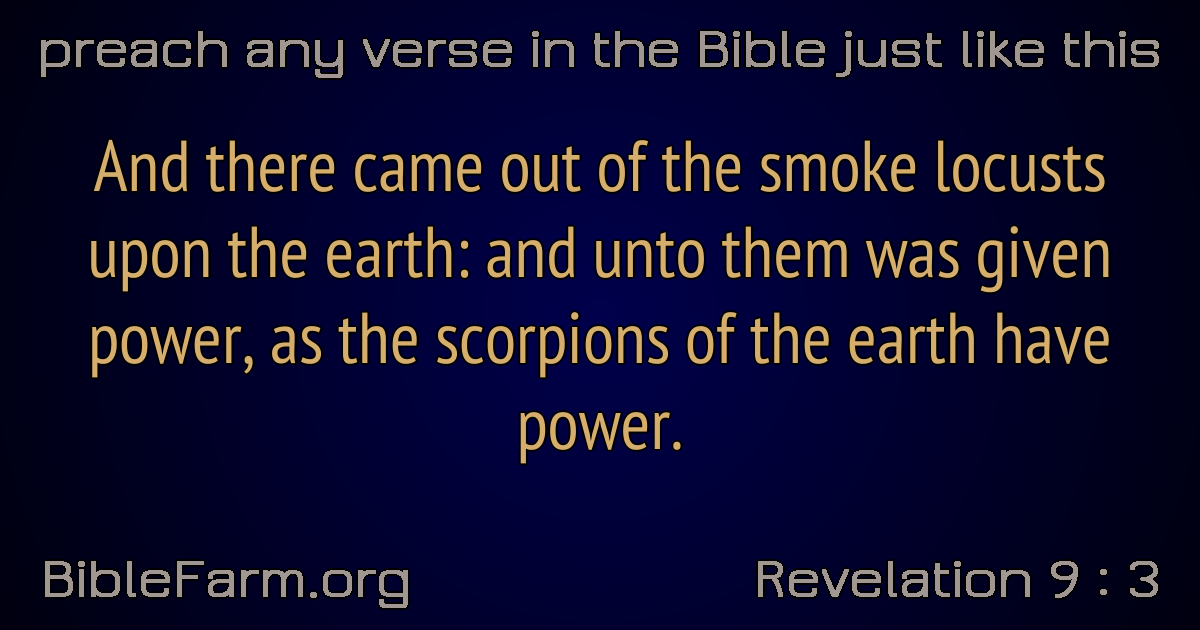 preach any verse in the Bible just like this
And there came out of the smoke locusts
upon the earth: and unto them was given
power, as the scorpions of the earth have
power.
BibleFarm.org
Revelation 9 : 3